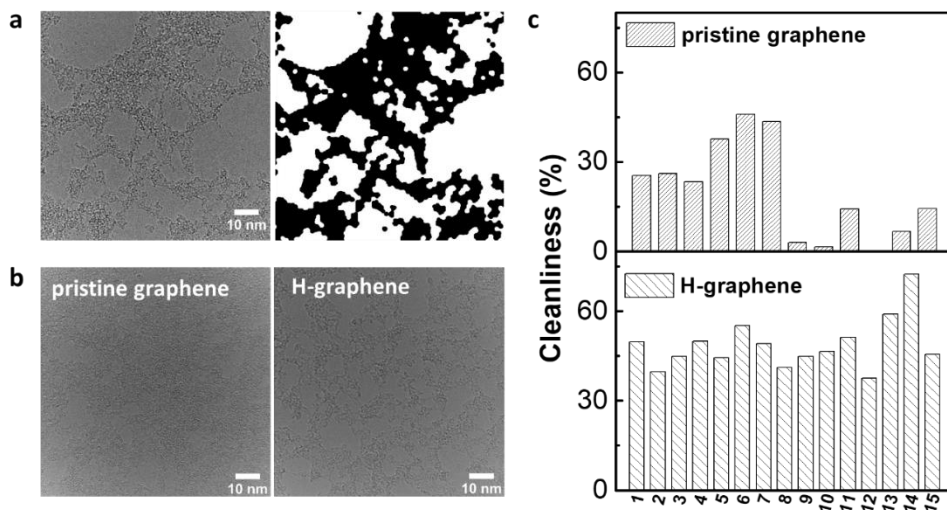 a
10 nm
b
pristine graphene
10 nm
H-graphene
10 nm
c
Cleanliness (%)
60
30
0
pristine graphene
60
30
0
H-graphene
1 2 3 4 5 6 7 8 9 10 11 12 13 14 15